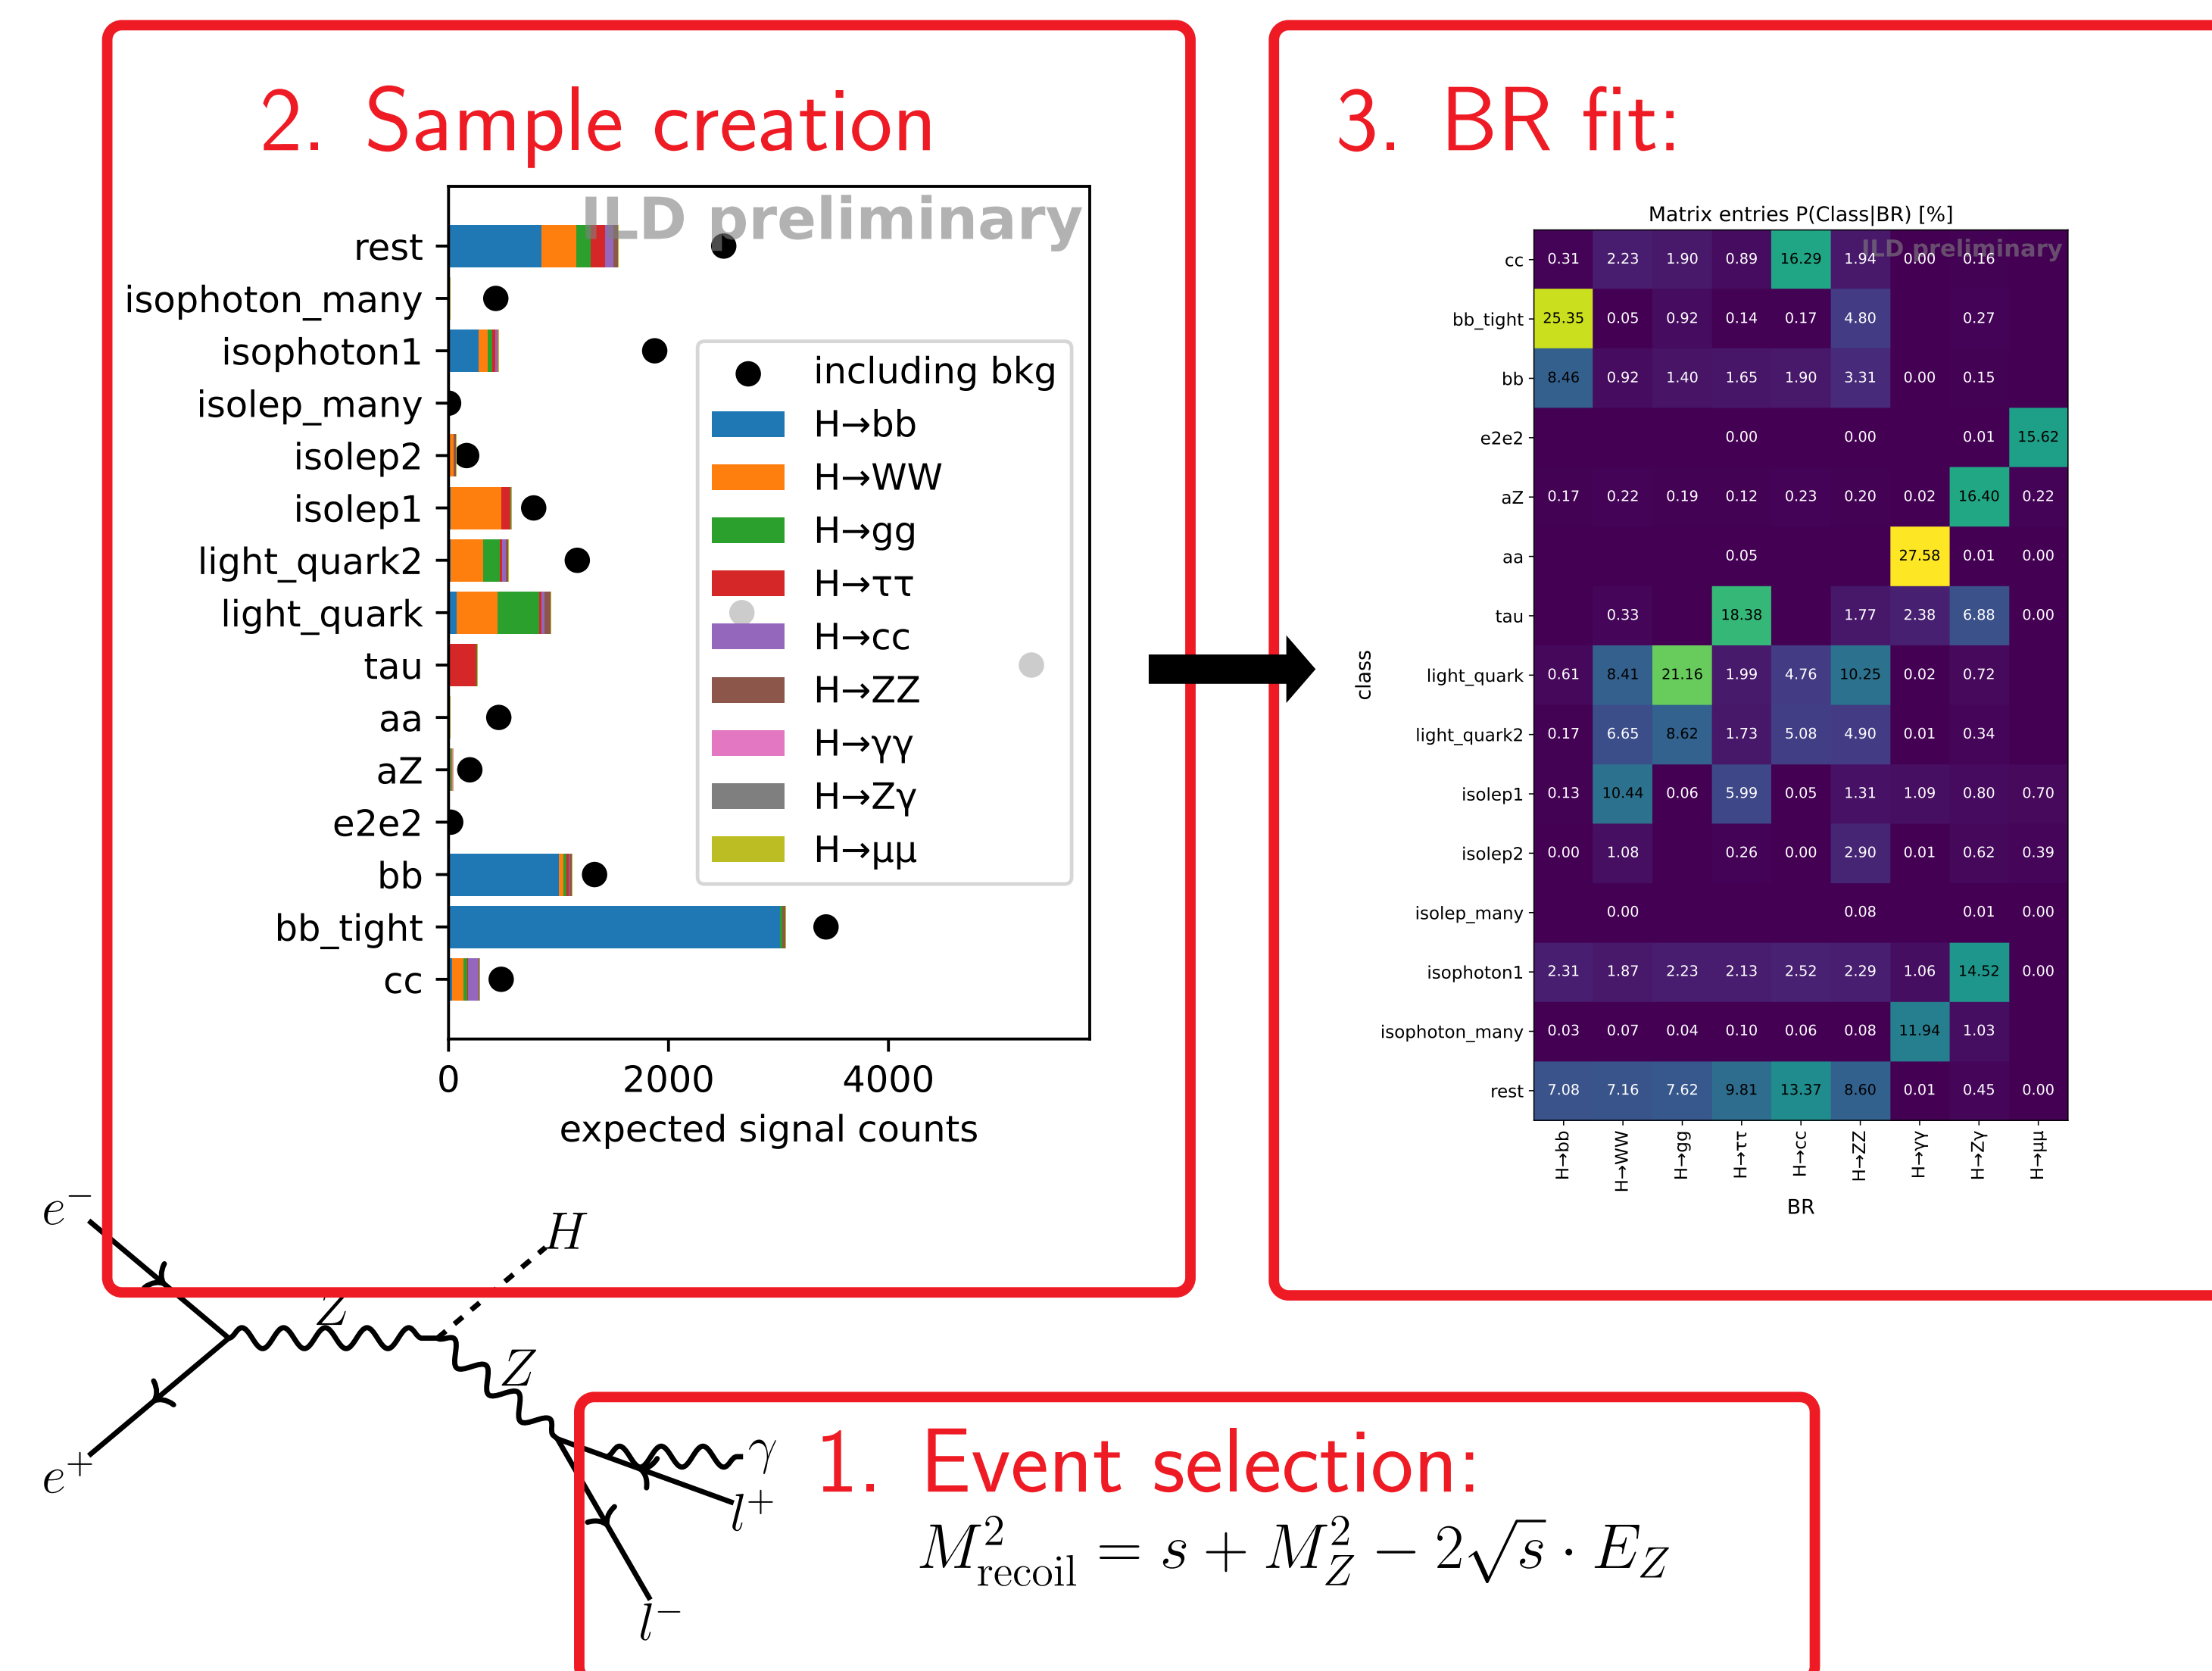 2. Sample creation
ILD preliminary
rest
isophoton_many
isophoton1
isolep_many
isolep2
isolep1
light_quark2
light_quark
tau
aa
aZ
e2e2
bb
bb_tight
cc
including bkg
H→bb
H→WW
H→gg
H→ττ
H→cc
H→ZZ
H→γγ
H→Zγ
H→μμ
0 2000 4000
expected signal counts
3. BR fit:
Matrix entries P(Class|BR) [%]
ILD preliminary
class
cc 0.31 2.23 1.90 0.89 16.29 1.94 0.00 0.16
bb_tight 25.35 0.05 0.92 0.14 0.17 4.80 0.27
bb 8.46 0.92 1.40 1.65 1.90 3.31 0.00 0.15
e2e2 0.00 0.00 0.01 15.62
aZ 0.17 0.22 0.19 0.12 0.23 0.20 0.02 16.40 0.22
aa 0.05 27.58 0.01 0.00
tau 0.33 18.38 1.77 2.38 6.88 0.00
light_quark 0.61 8.41 21.16 1.99 4.76 10.25 0.02 0.72
light_quark2 0.17 6.65 8.62 1.73 5.08 4.90 0.01 0.34
isolep1 0.13 10.44 0.06 5.99 0.05 1.31 1.09 0.80 0.70
isolep2 0.00 1.08 0.26 0.00 2.90 0.01 0.62 0.39
isolep_many 0.00 0.08 0.01 0.00
isophoton1 2.31 1.87 2.23 2.13 2.52 2.29 1.06 14.52 0.00
isophoton_many 0.03 0.07 0.04 0.10 0.06 0.08 11.94 1.03
rest 7.08 7.16 7.62 9.81 13.37 8.60 0.01 0.45 0.00
H→bb H→WW H→gg H→ττ H→cc H→ZZ H→γγ H→Zγ H→μμ
BR
e⁻
H
Z
Z
e⁺
γ
l⁺
l⁻
1. Event selection:
M²_recoil = s + M²_Z − 2√s · E_Z